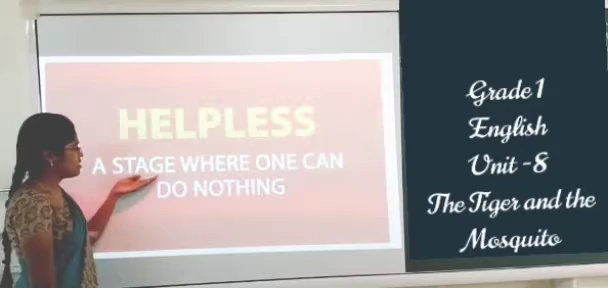 HELPLESS
A STAGE WHERE ONE CAN
DO NOTHING
Grade 1
English
Unit - 8
The Tiger and the
Mosquito